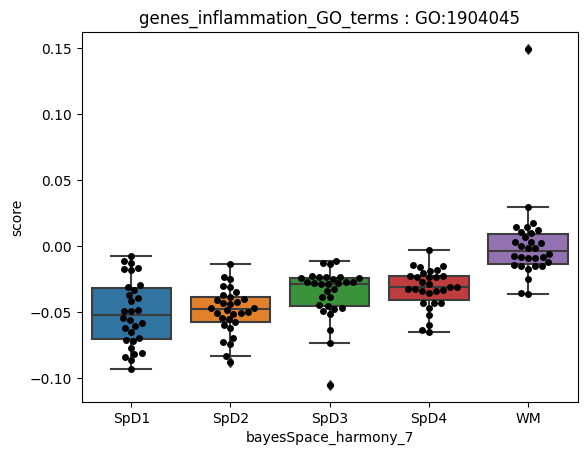 genes_inflammation_GO_terms : GO:1904045
score
0.15
0.10
0.05
0.00
−0.05
−0.10
SpD1 SpD2 SpD3 SpD4 WM
bayesSpace_harmony_7